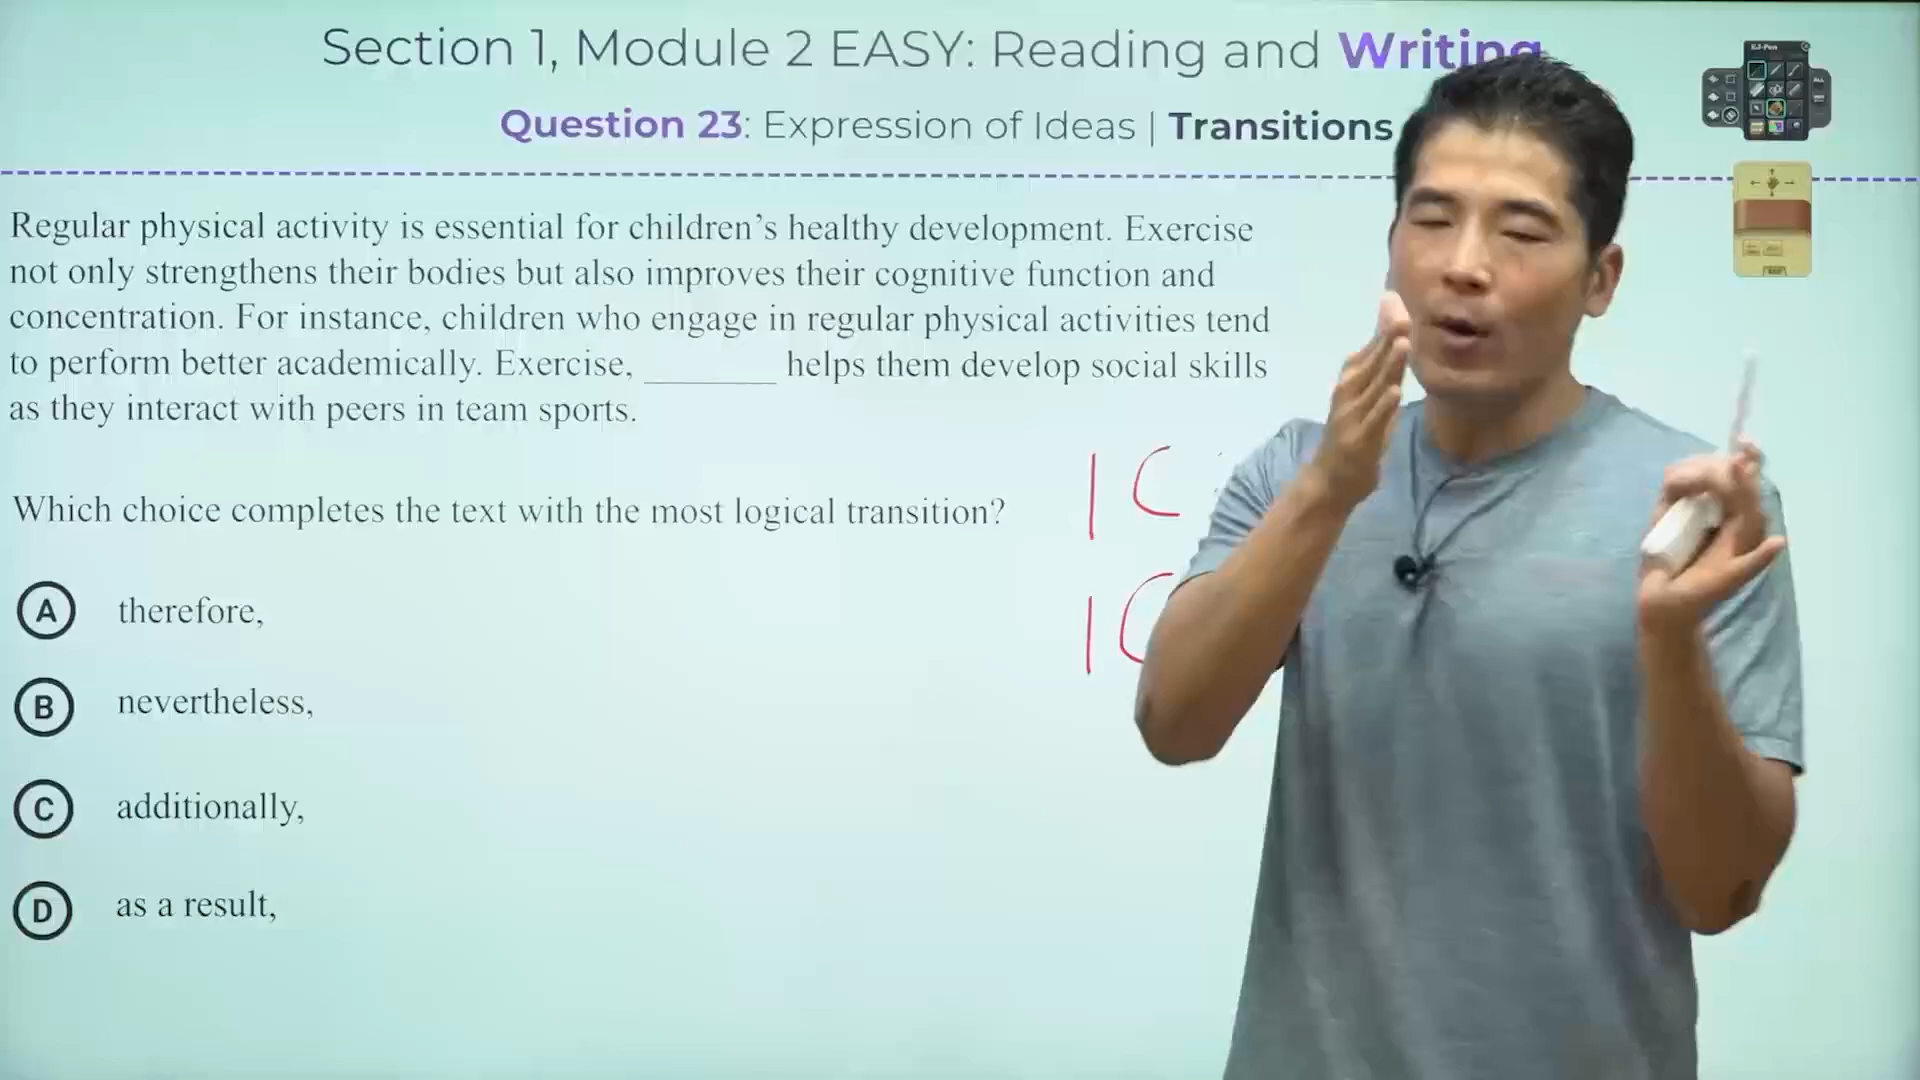 Section 1, Module 2 EASY: Reading and Writing
Question 23: Expression of Ideas | Transitions
Regular physical activity is essential for children's healthy development. Exercise
not only strengthens their bodies but also improves their cognitive function and
concentration. For instance, children who engage in regular physical activities tend
to perform better academically. Exercise, ________ helps them develop social skills
as they interact with peers in team sports.
Which choice completes the text with the most logical transition?
A therefore,
B nevertheless,
C additionally,
D as a result,
1C
1C